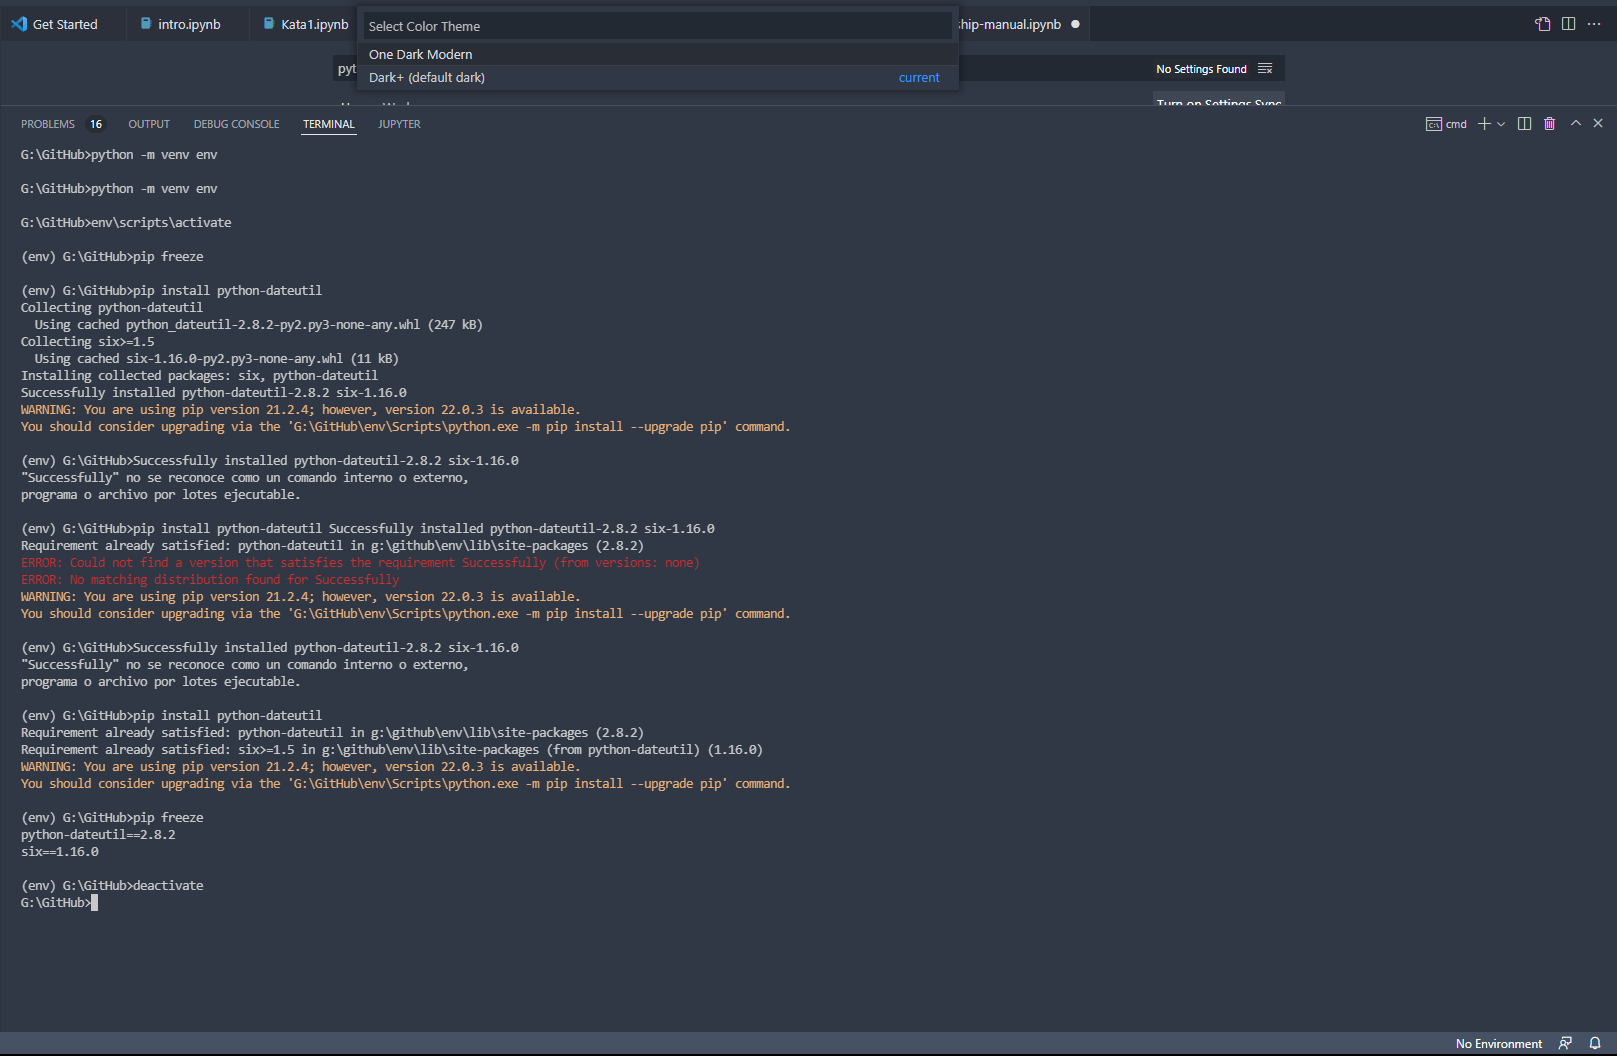 Get Started
intro.ipynb
Kata1.ipynb
Select Color Theme
ship-manual.ipynb
One Dark Modern
Dark+ (default dark) current
No Settings Found
Turn on Settings Sync
PROBLEMS 16 OUTPUT DEBUG CONSOLE TERMINAL JUPYTER
cmd
G:\GitHub>python -m venv env
G:\GitHub>python -m venv env
G:\GitHub>env\scripts\activate
(env) G:\GitHub>pip freeze
(env) G:\GitHub>pip install python-dateutil
Collecting python-dateutil
  Using cached python_dateutil-2.8.2-py2.py3-none-any.whl (247 kB)
Collecting six>=1.5
  Using cached six-1.16.0-py2.py3-none-any.whl (11 kB)
Installing collected packages: six, python-dateutil
Successfully installed python-dateutil-2.8.2 six-1.16.0
WARNING: You are using pip version 21.2.4; however, version 22.0.3 is available.
You should consider upgrading via the 'G:\GitHub\env\Scripts\python.exe -m pip install --upgrade pip' command.
(env) G:\GitHub>Successfully installed python-dateutil-2.8.2 six-1.16.0
"Successfully" no se reconoce como un comando interno o externo,
programa o archivo por lotes ejecutable.
(env) G:\GitHub>pip install python-dateutil Successfully installed python-dateutil-2.8.2 six-1.16.0
Requirement already satisfied: python-dateutil in g:\github\env\lib\site-packages (2.8.2)
ERROR: Could not find a version that satisfies the requirement Successfully (from versions: none)
ERROR: No matching distribution found for Successfully
WARNING: You are using pip version 21.2.4; however, version 22.0.3 is available.
You should consider upgrading via the 'G:\GitHub\env\Scripts\python.exe -m pip install --upgrade pip' command.
(env) G:\GitHub>Successfully installed python-dateutil-2.8.2 six-1.16.0
"Successfully" no se reconoce como un comando interno o externo,
programa o archivo por lotes ejecutable.
(env) G:\GitHub>pip install python-dateutil
Requirement already satisfied: python-dateutil in g:\github\env\lib\site-packages (2.8.2)
Requirement already satisfied: six>=1.5 in g:\github\env\lib\site-packages (from python-dateutil) (1.16.0)
WARNING: You are using pip version 21.2.4; however, version 22.0.3 is available.
You should consider upgrading via the 'G:\GitHub\env\Scripts\python.exe -m pip install --upgrade pip' command.
(env) G:\GitHub>pip freeze
python-dateutil==2.8.2
six==1.16.0
(env) G:\GitHub>deactivate
G:\GitHub>
No Environment